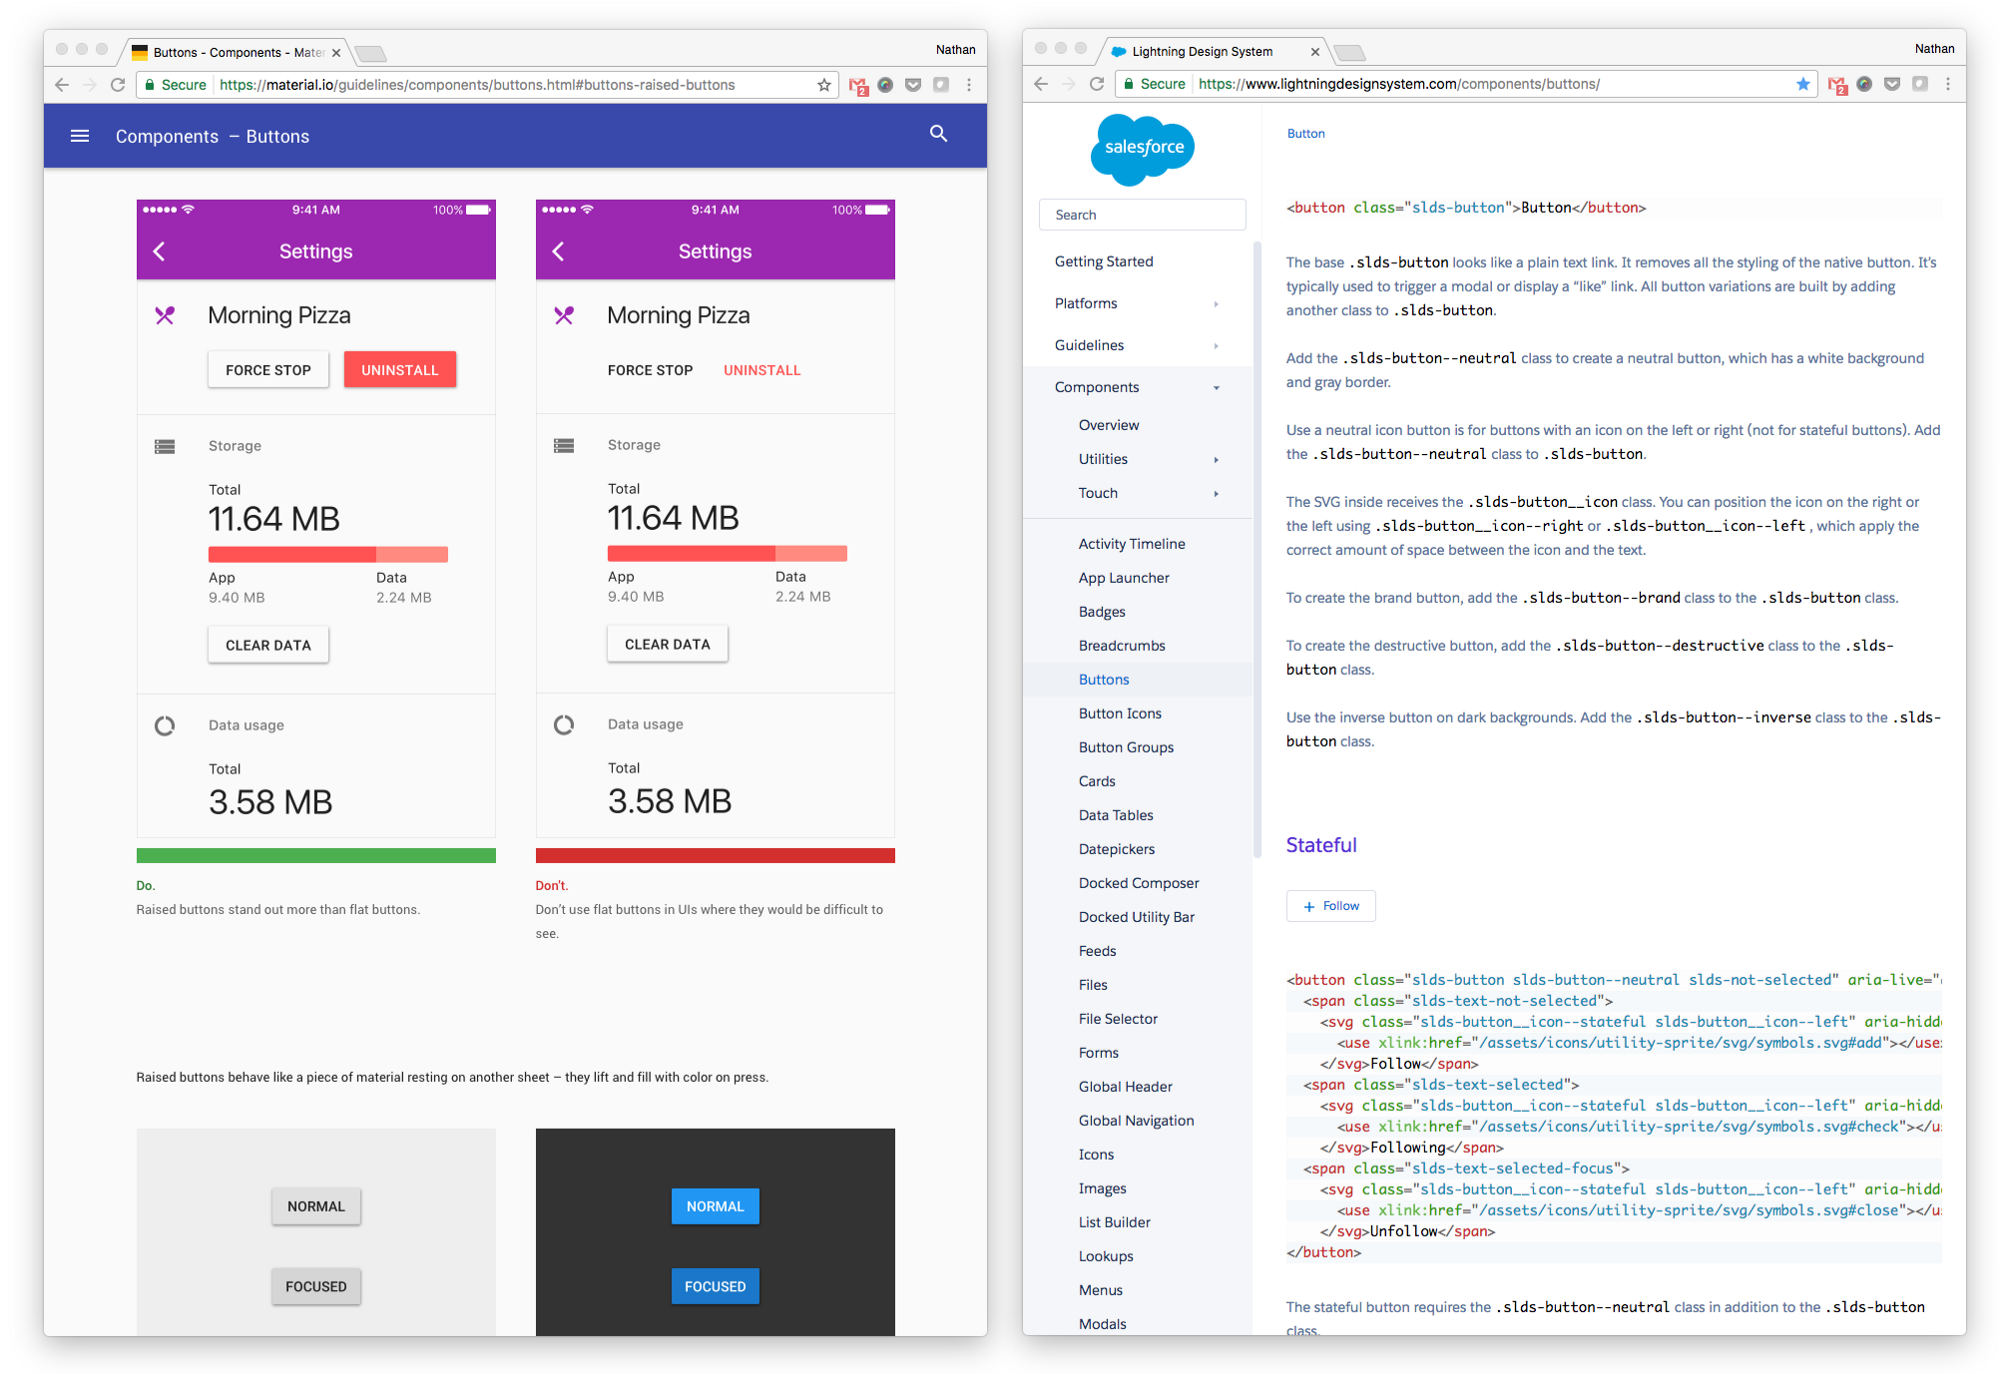 Buttons - Components - Mater
Nathan
Secure
https://material.io/guidelines/components/buttons.html#buttons-raised-buttons
2
Components – Buttons
9:41 AM
100%
Settings
Morning Pizza
FORCE STOP
UNINSTALL
Storage
Total
11.64 MB
App
Data
9.40 MB
2.24 MB
CLEAR DATA
Data usage
Total
3.58 MB
Do.
Raised buttons stand out more than flat buttons.
9:41 AM
100%
Settings
Morning Pizza
FORCE STOP
UNINSTALL
Storage
Total
11.64 MB
App
Data
9.40 MB
2.24 MB
CLEAR DATA
Data usage
Total
3.58 MB
Don't.
Don't use flat buttons in UIs where they would be difficult to
see.
Raised buttons behave like a piece of material resting on another sheet – they lift and fill with color on press.
NORMAL
FOCUSED
NORMAL
FOCUSED
Lightning Design System
Nathan
Secure
https://www.lightningdesignsystem.com/components/buttons/
2
salesforce
Search
Getting Started
Platforms
Guidelines
Components
Overview
Utilities
Touch
Activity Timeline
App Launcher
Badges
Breadcrumbs
Buttons
Button Icons
Button Groups
Cards
Data Tables
Datepickers
Docked Composer
Docked Utility Bar
Feeds
Files
File Selector
Forms
Global Header
Global Navigation
Icons
Images
List Builder
Lookups
Menus
Modals
Button
<button class="slds-button">Button</button>
The base .slds-button looks like a plain text link. It removes all the styling of the native button. It's
typically used to trigger a modal or display a “like” link. All button variations are built by adding
another class to .slds-button.
Add the .slds-button--neutral class to create a neutral button, which has a white background
and gray border.
Use a neutral icon button is for buttons with an icon on the left or right (not for stateful buttons). Add
the .slds-button--neutral class to .slds-button.
The SVG inside receives the .slds-button__icon class. You can position the icon on the right or
the left using .slds-button__icon--right or .slds-button__icon--left , which apply the
correct amount of space between the icon and the text.
To create the brand button, add the .slds-button--brand class to the .slds-button class.
To create the destructive button, add the .slds-button--destructive class to the .slds-
button class.
Use the inverse button on dark backgrounds. Add the .slds-button--inverse class to the .slds-
button class.
Stateful
+ Follow
<button class="slds-button slds-button--neutral slds-not-selected" aria-live="
<span class="slds-text-not-selected">
<svg class="slds-button__icon--stateful slds-button__icon--left" aria-hidd
<use xlink:href="/assets/icons/utility-sprite/svg/symbols.svg#add"></use>
</svg>Follow</span>
<span class="slds-text-selected">
<svg class="slds-button__icon--stateful slds-button__icon--left" aria-hidd
<use xlink:href="/assets/icons/utility-sprite/svg/symbols.svg#check"></u
</svg>Following</span>
<span class="slds-text-selected-focus">
<svg class="slds-button__icon--stateful slds-button__icon--left" aria-hidd
<use xlink:href="/assets/icons/utility-sprite/svg/symbols.svg#close"></u
</svg>Unfollow</span>
</button>
The stateful button requires the .slds-button--neutral class in addition to the .slds-button
class.